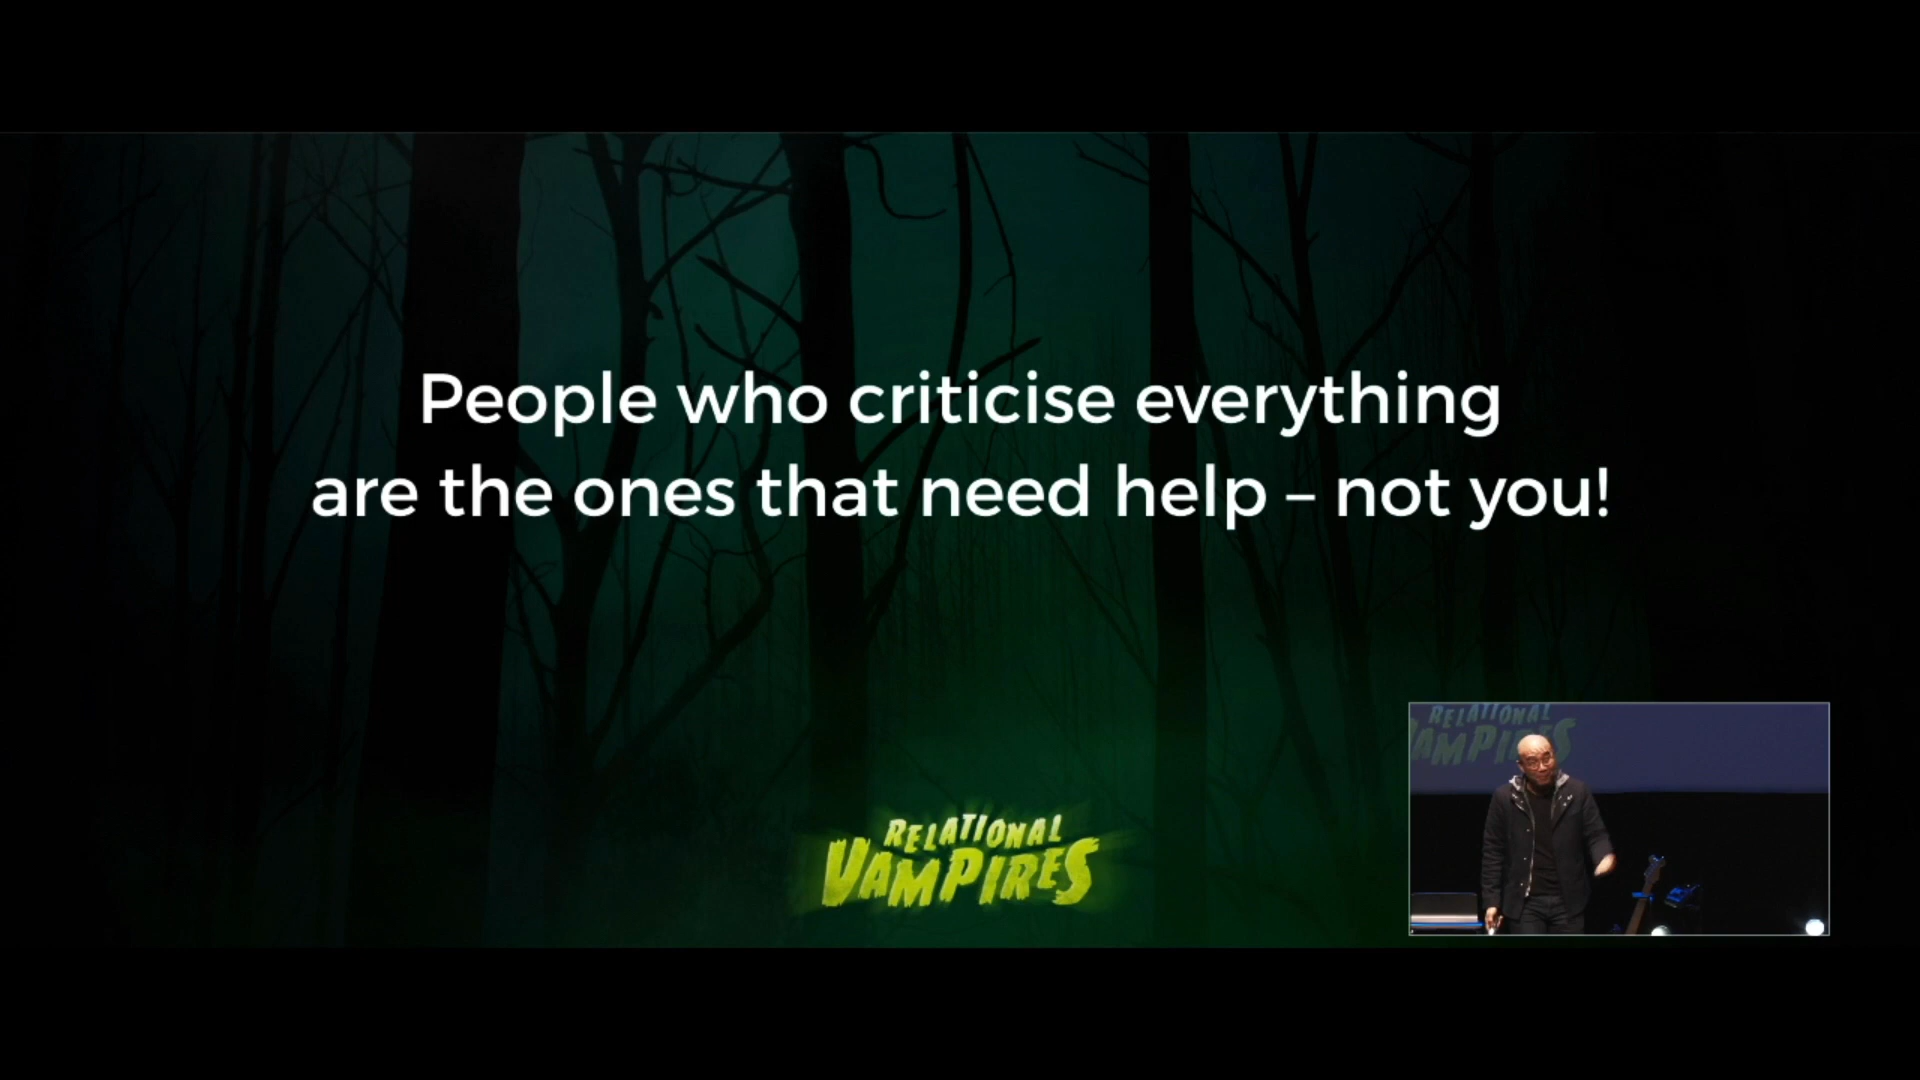 People who criticise everything
are the ones that need help – not you!
RELATIONAL
VAMPIRES
RELATIONAL
VAMPIRES